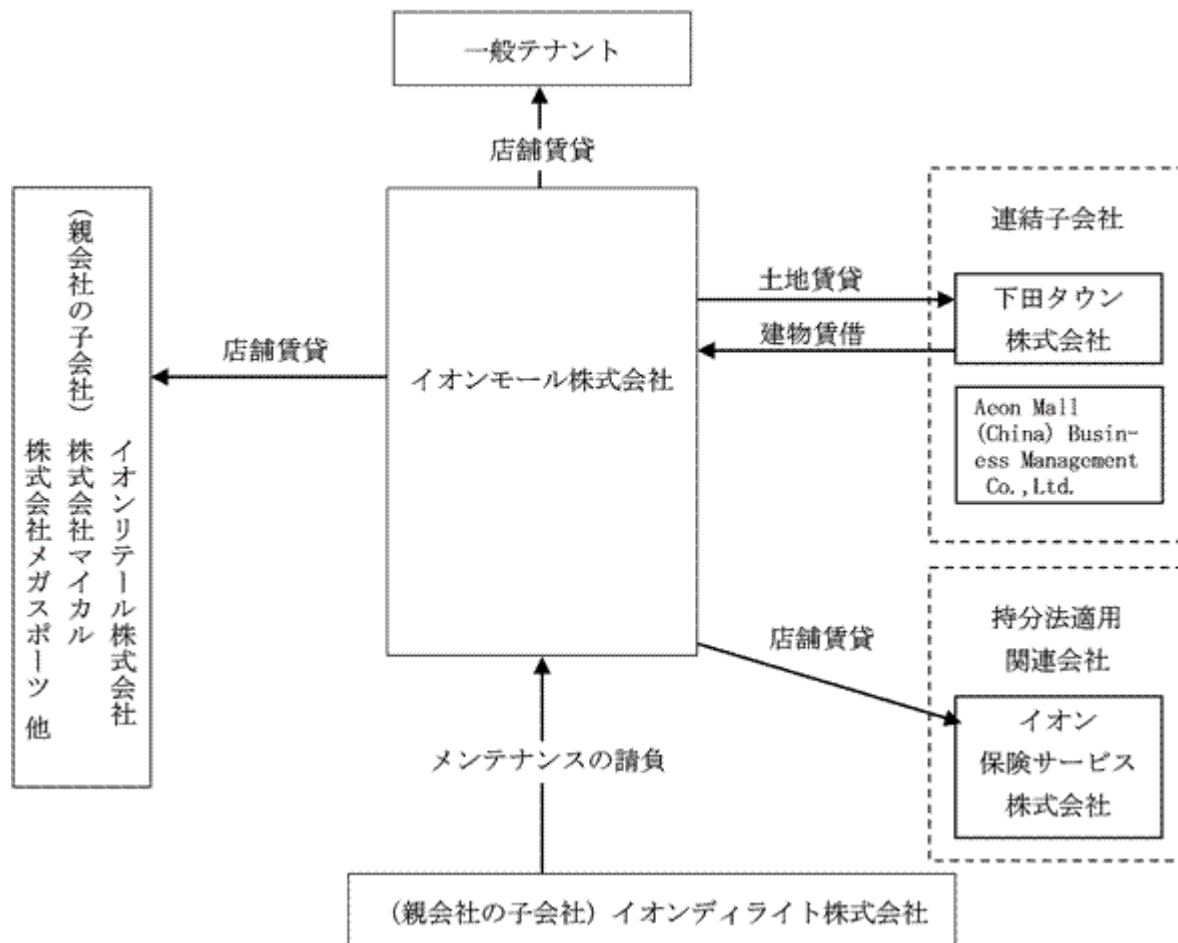 一般テナント
店舗賃貸
(親会社の子会社)
イオンリテール株式会社
株式会社マイカル
株式会社メガスポーツ 他
店舗賃貸
イオンモール株式会社
土地賃貸
建物賃借
連結子会社
下田タウン
株式会社
Aeon Mall
(China) Busin-
ess Management
Co.,Ltd.
店舗賃貸
持分法適用
関連会社
イオン
保険サービス
株式会社
メンテナンスの請負
(親会社の子会社) イオンディライト株式会社